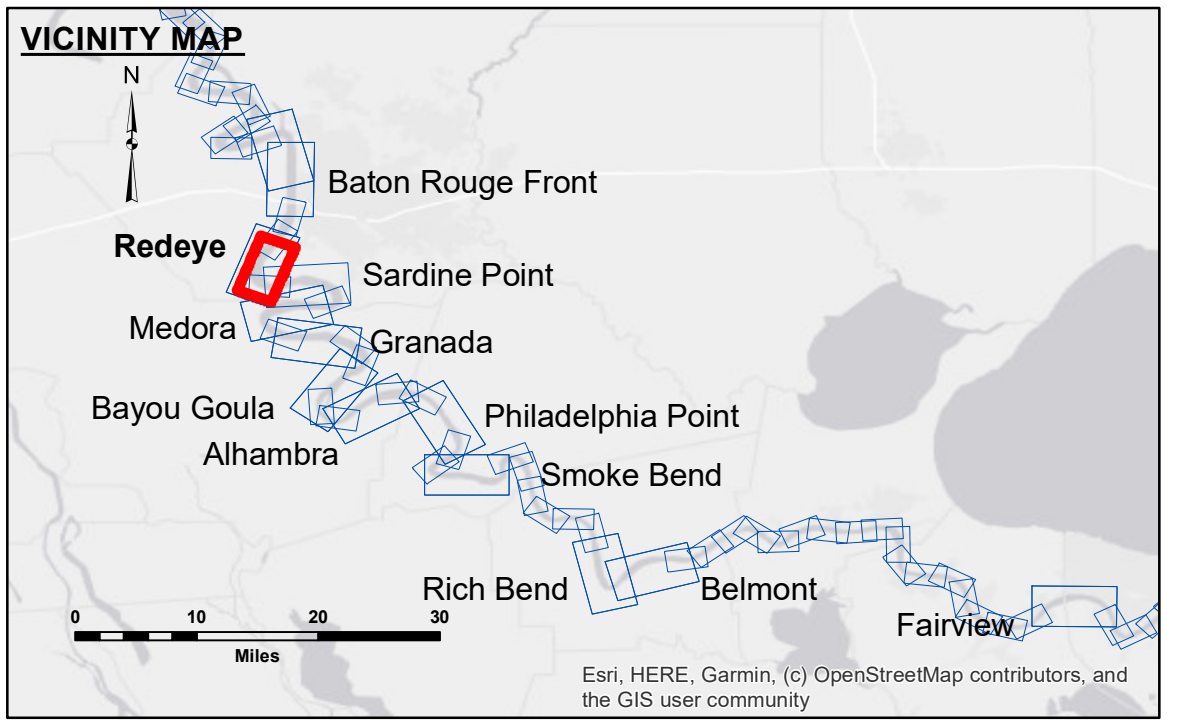 VICINITY MAP
N
Baton Rouge Front
Redeye
Sardine Point
Medora
Granada
Bayou Goula
Philadelphia Point
Alhambra
Smoke Bend
Rich Bend
Belmont
Fairview
0 10 20 30
Miles
Esri, HERE, Garmin, (c) OpenStreetMap contributors, and
the GIS user community